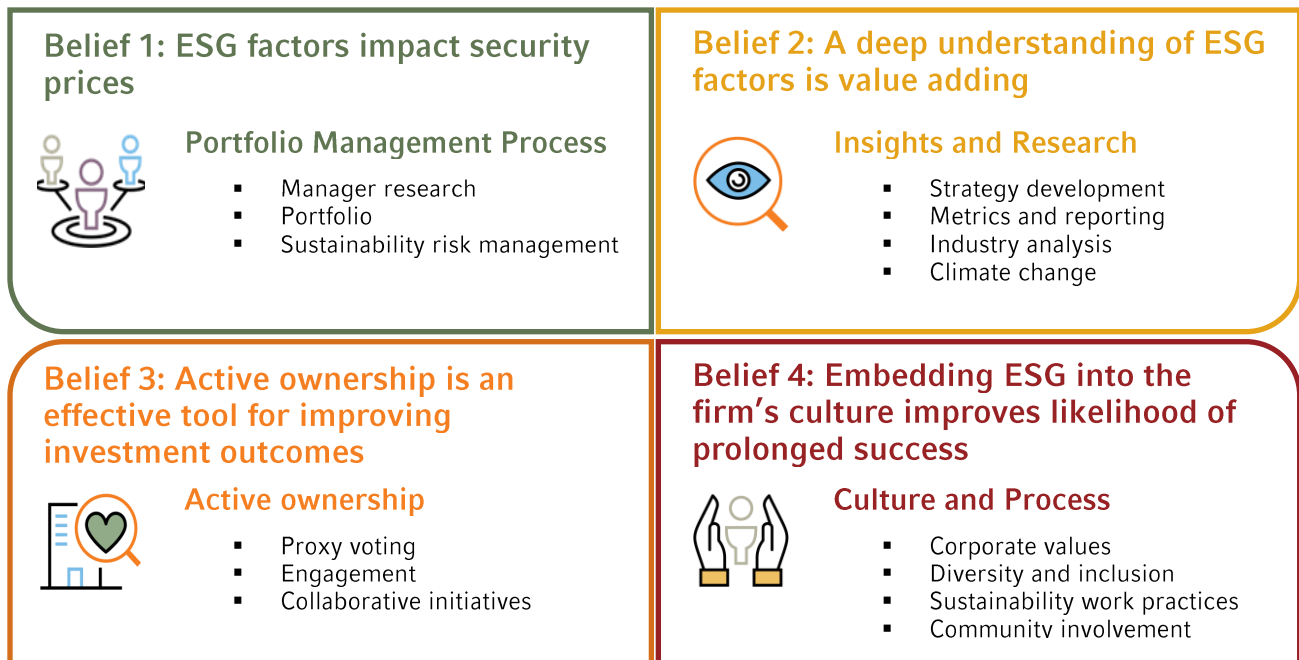 Belief 1: ESG factors impact security
prices
Portfolio Management Process
▪ Manager research
▪ Portfolio
▪ Sustainability risk management
Belief 2: A deep understanding of ESG
factors is value adding
Insights and Research
▪ Strategy development
▪ Metrics and reporting
▪ Industry analysis
▪ Climate change
Belief 3: Active ownership is an
effective tool for improving
investment outcomes
Active ownership
▪ Proxy voting
▪ Engagement
▪ Collaborative initiatives
Belief 4: Embedding ESG into the
firm’s culture improves likelihood of
prolonged success
Culture and Process
▪ Corporate values
▪ Diversity and inclusion
▪ Sustainability work practices
▪ Community involvement